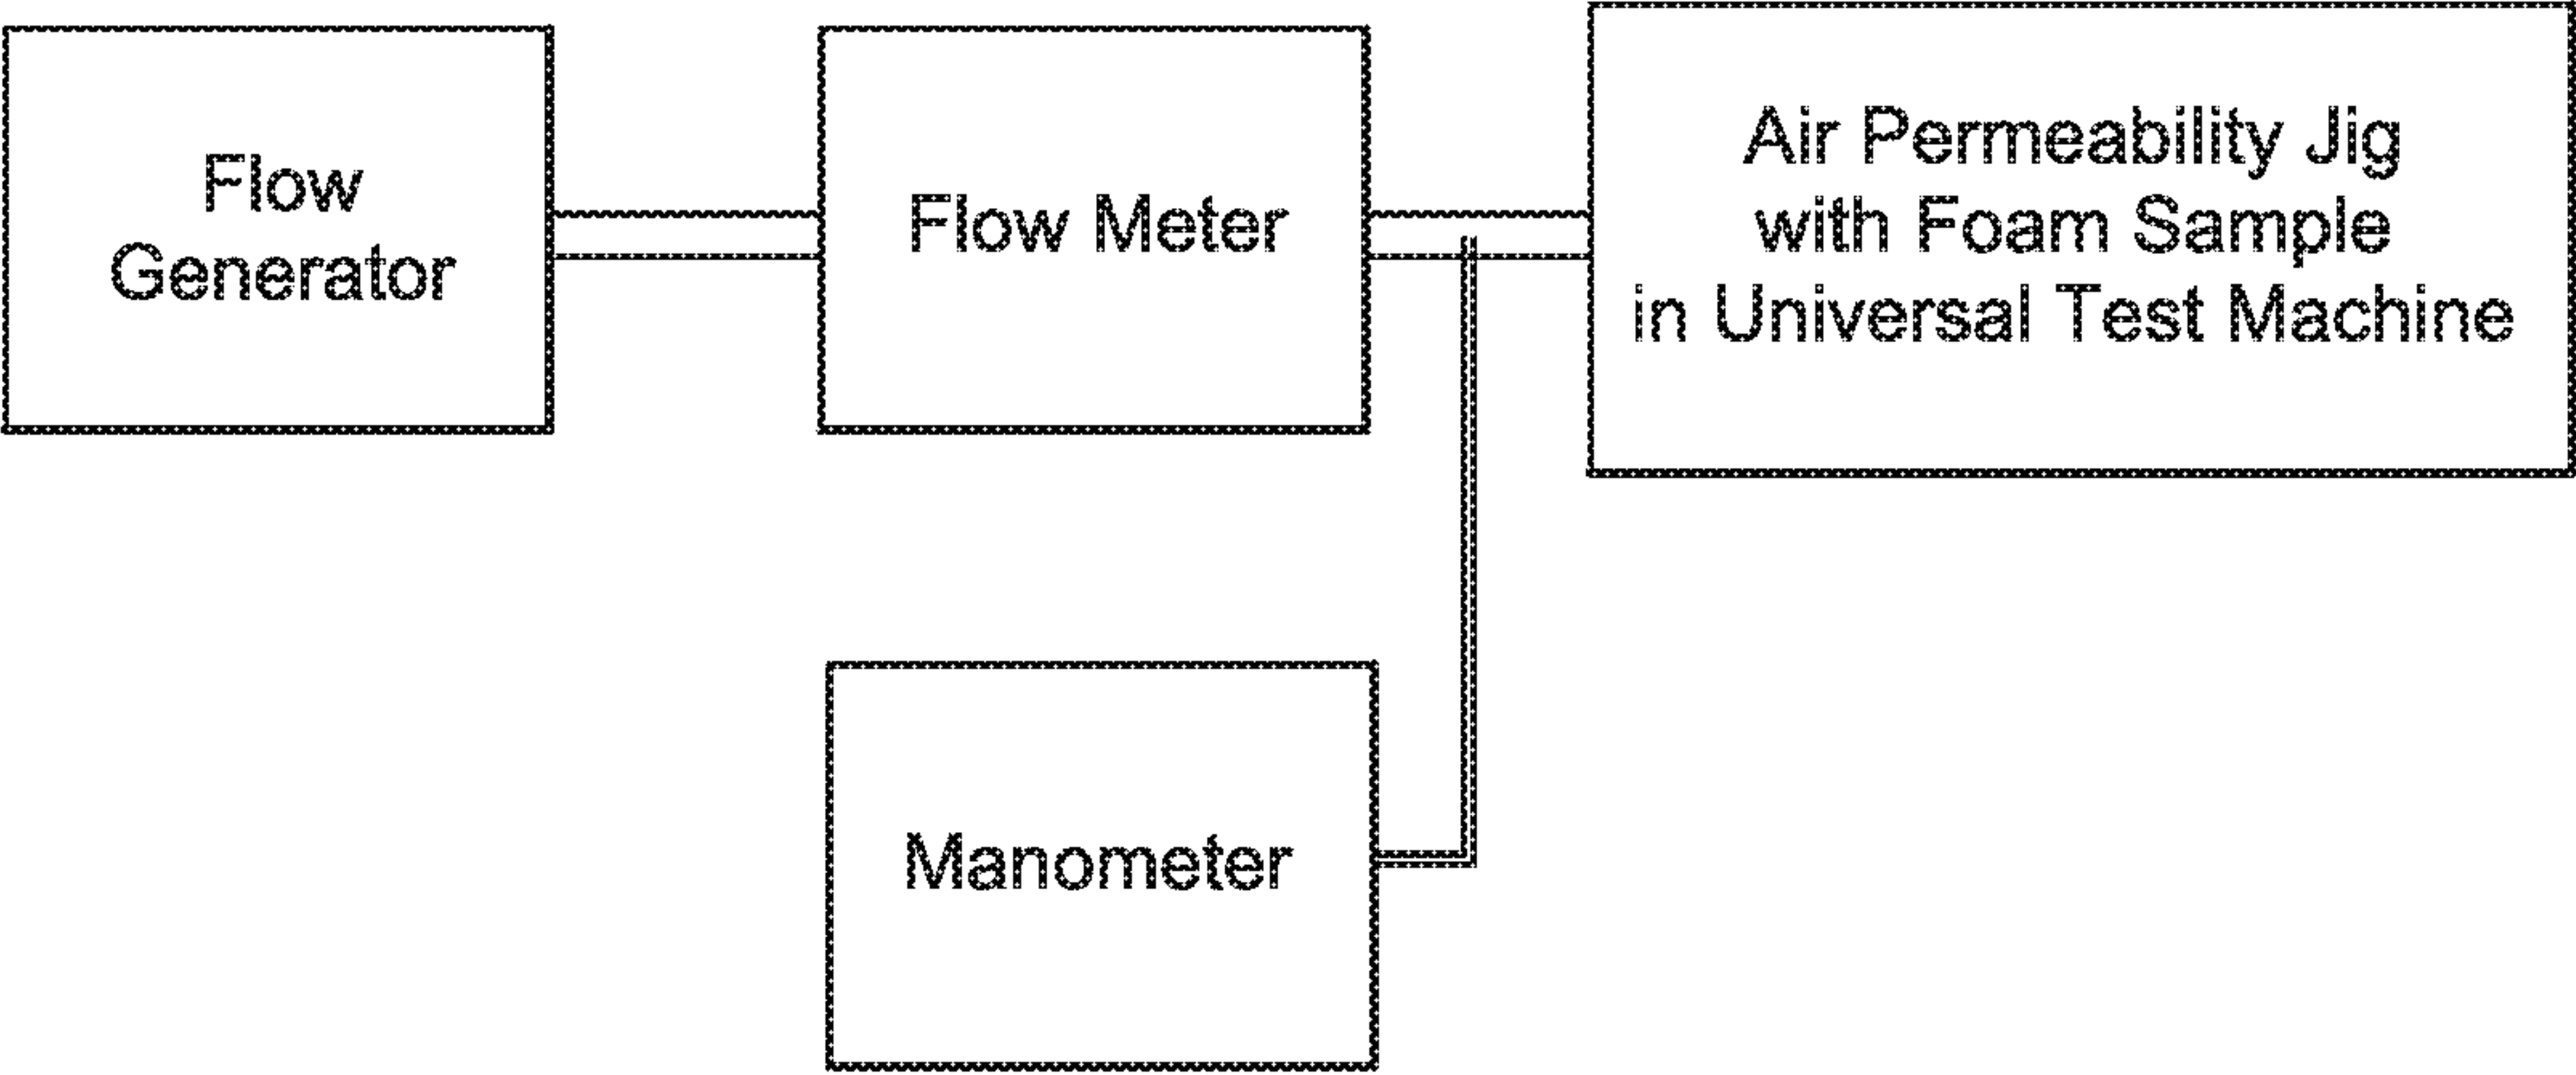 Flow
Generator
Flow Meter
Air Permeability Jig
with Foam Sample
in Universal Test Machine
Manometer